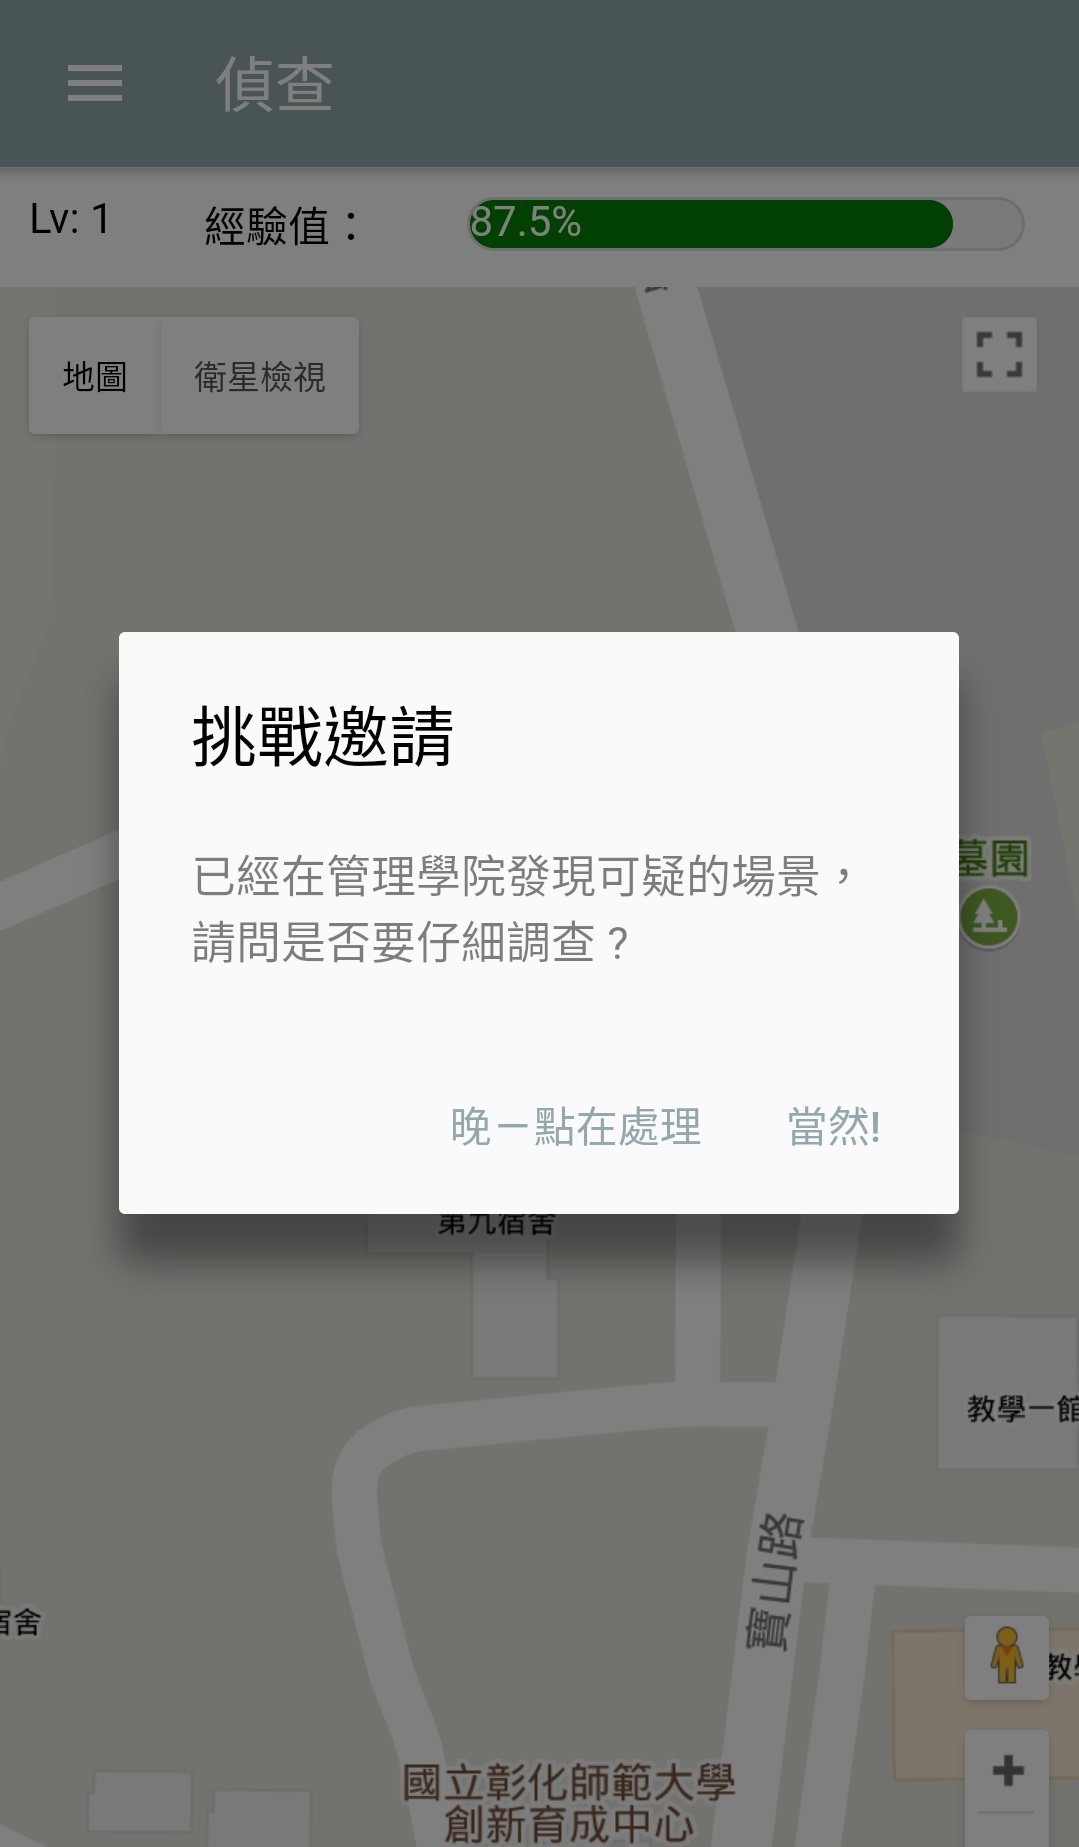 偵查
Lv: 1
經驗值：
87.5%
地圖
衛星檢視
挑戰邀請
已經在管理學院發現可疑的場景，
請問是否要仔細調查？
晚ㄧ點在處理
當然!
墓園
第九宿舍
教學一館
寶山路
宿舍
教學
國立彰化師範大學
創新育成中心